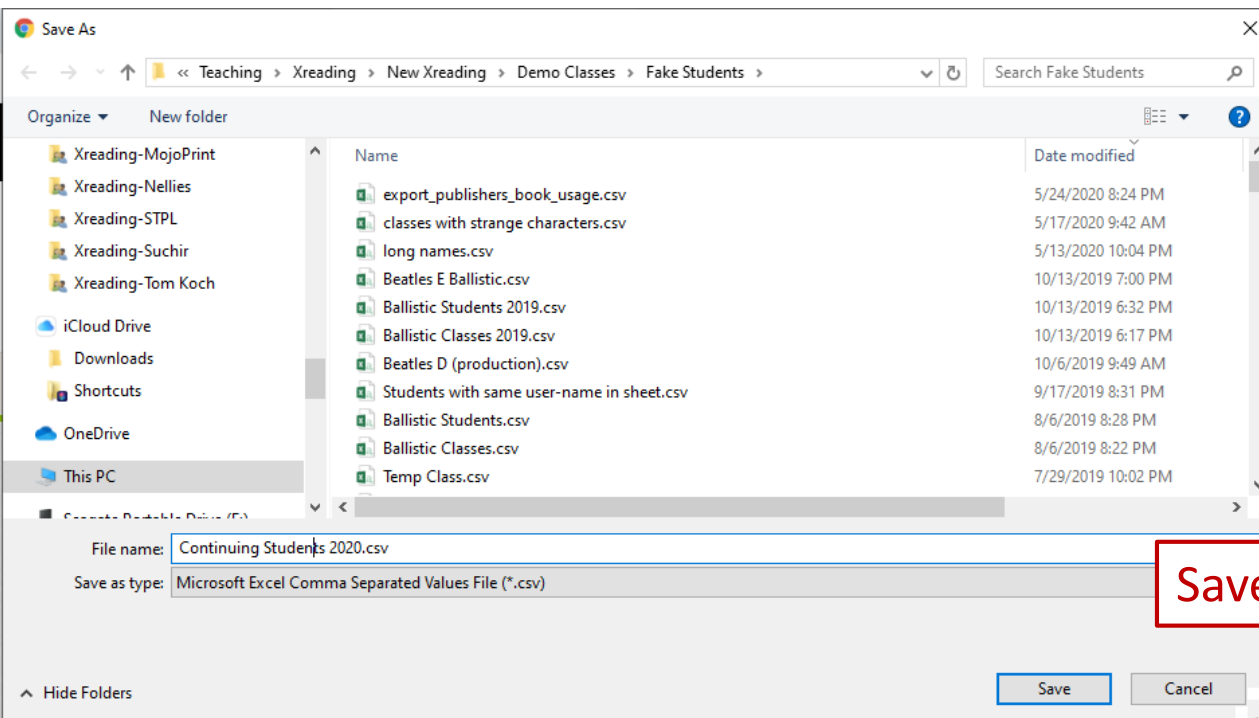 Save As
« Teaching > Xreading > New Xreading > Demo Classes > Fake Students >
Search Fake Students
Organize
New folder
Xreading-MojoPrint
Xreading-Nellies
Xreading-STPL
Xreading-Suchir
Xreading-Tom Koch
iCloud Drive
Downloads
Shortcuts
OneDrive
This PC
Name Date modified
export_publishers_book_usage.csv 5/24/2020 8:24 PM
classes with strange characters.csv 5/17/2020 9:42 AM
long names.csv 5/13/2020 10:04 PM
Beatles E Ballistic.csv 10/13/2019 7:00 PM
Ballistic Students 2019.csv 10/13/2019 6:32 PM
Ballistic Classes 2019.csv 10/13/2019 6:17 PM
Beatles D (production).csv 10/6/2019 9:49 AM
Students with same user-name in sheet.csv 9/17/2019 8:31 PM
Ballistic Students.csv 8/6/2019 8:28 PM
Ballistic Classes.csv 8/6/2019 8:22 PM
Temp Class.csv 7/29/2019 10:02 PM
File name: Continuing Students 2020.csv
Save as type: Microsoft Excel Comma Separated Values File (*.csv)
Save
Hide Folders
Save
Cancel